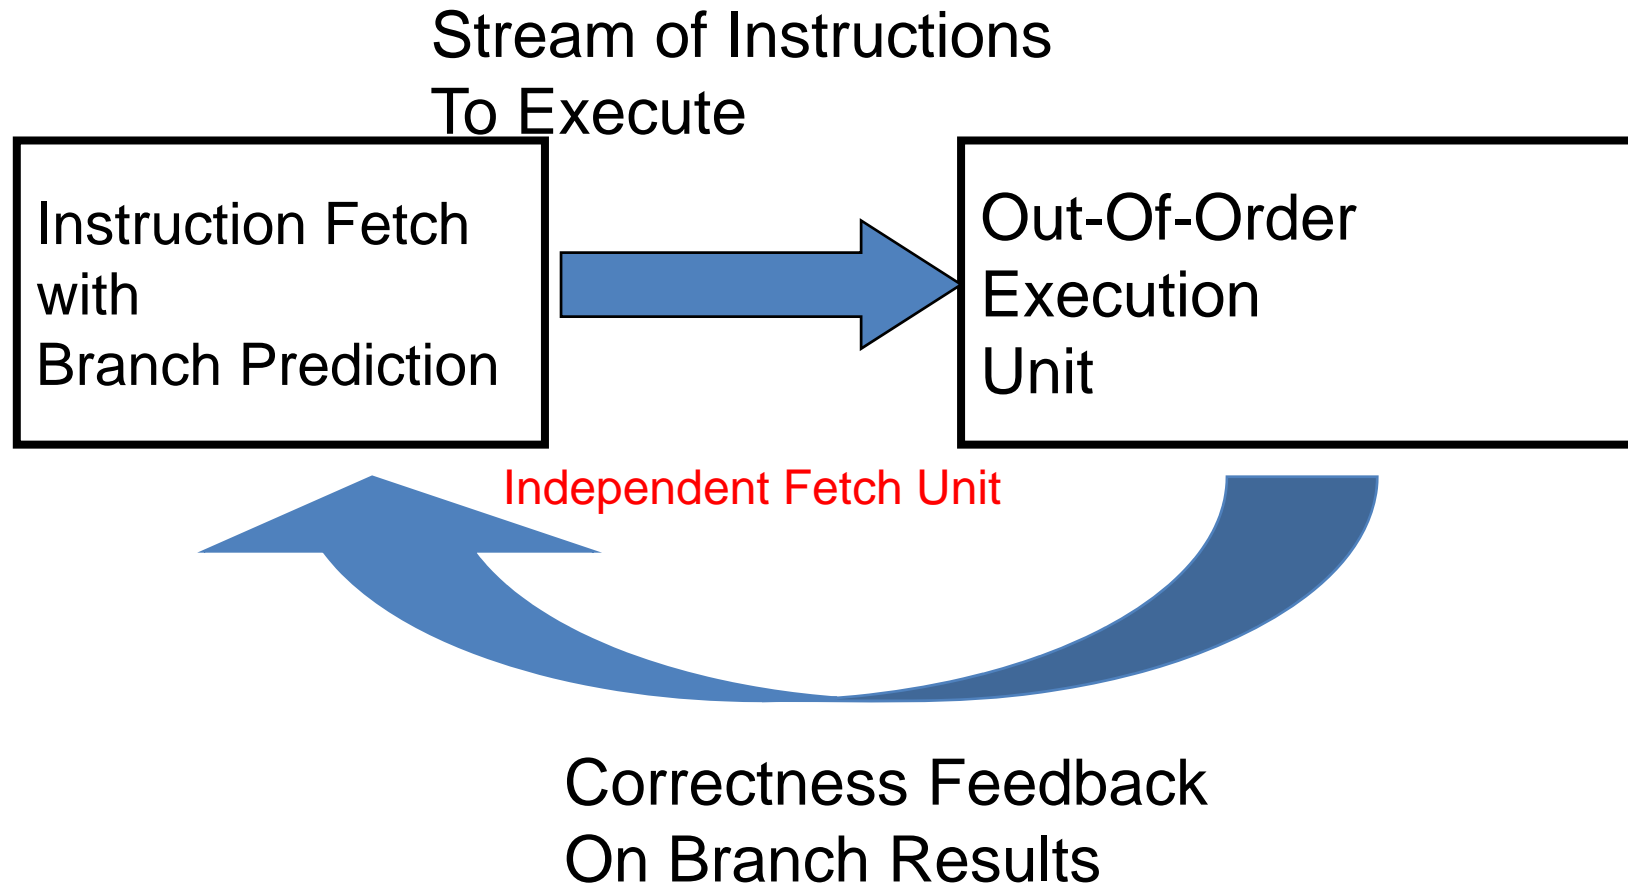 Stream of Instructions
To Execute
Instruction Fetch
with
Branch Prediction
Out-Of-Order
Execution
Unit
Independent Fetch Unit
Correctness Feedback
On Branch Results